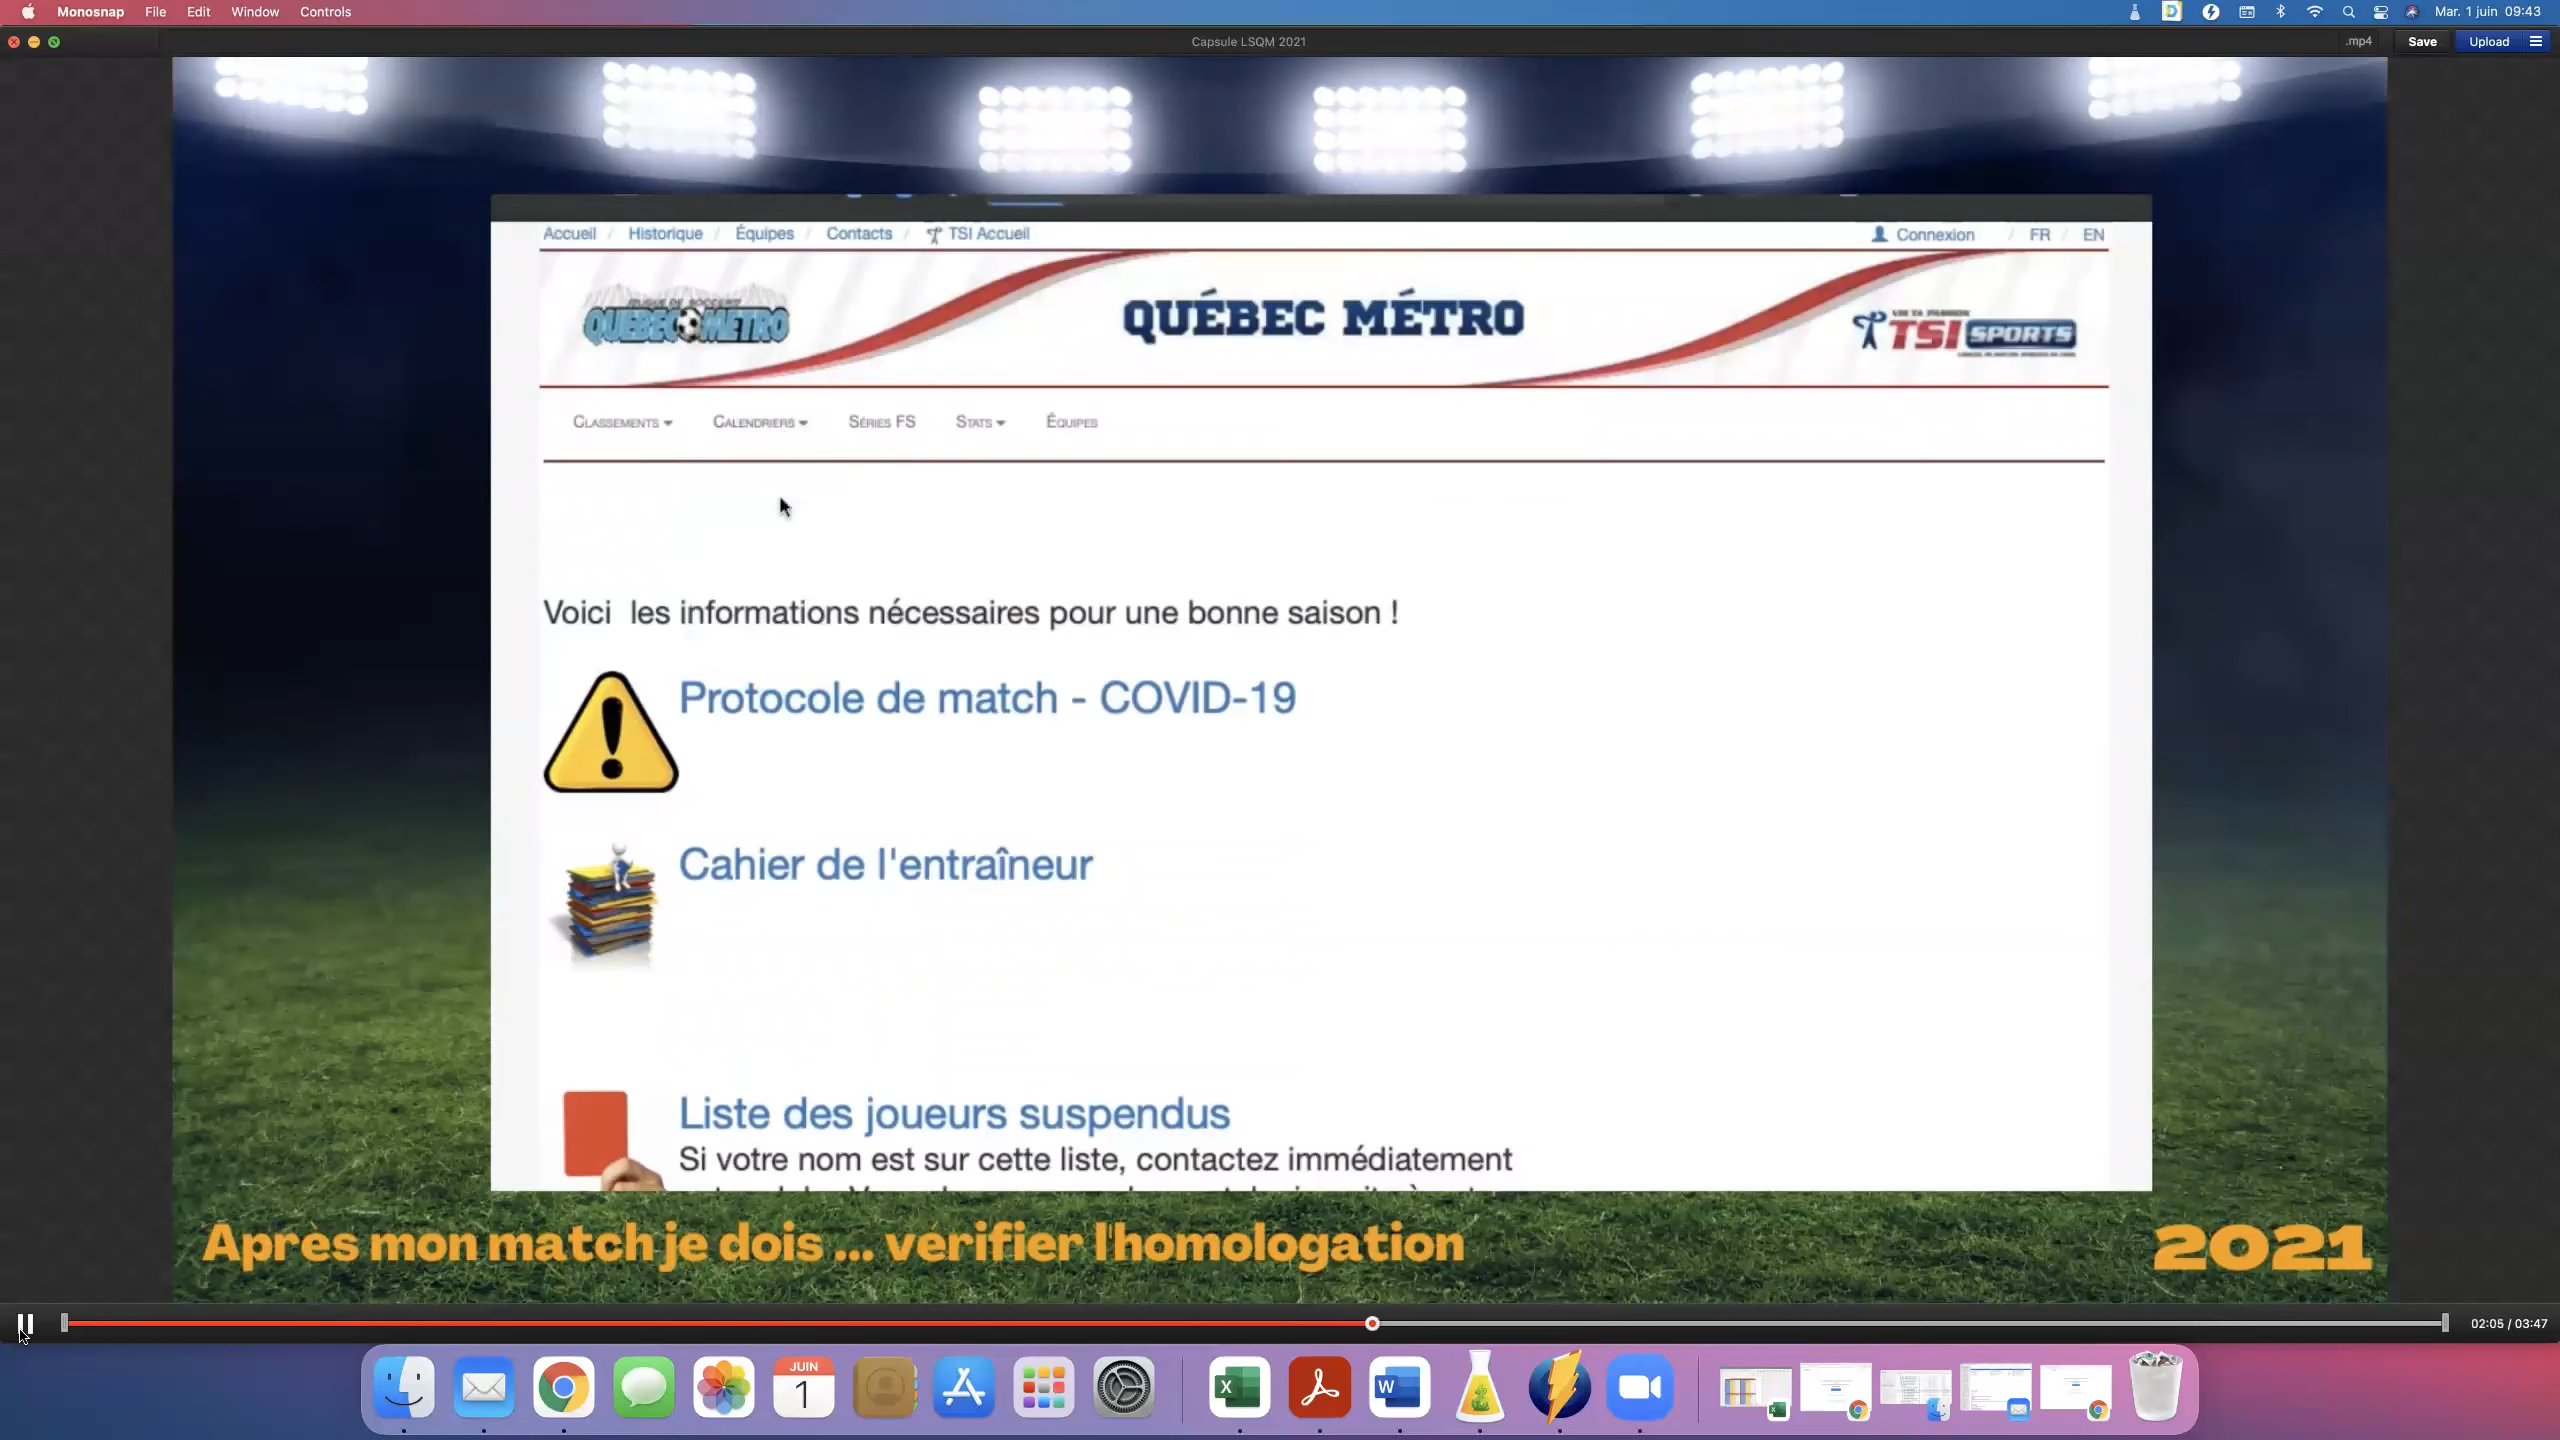 Monosnap File Edit Window Controls
Mar. 1 juin 09:43
Capsule LSQM 2021
.mp4 Save Upload
Accueil / Historique / Équipes / Contacts / TSI Accueil
Connexion / FR / EN
QUÉBEC MÉTRO
QUÉBEC MÉTRO
TSI SPORTS
CLASSEMENTS CALENDRIERS SÉRIES FS STATS ÉQUIPES
Voici les informations nécessaires pour une bonne saison !
Protocole de match - COVID-19
Cahier de l'entraîneur
Liste des joueurs suspendus
Si votre nom est sur cette liste, contactez immédiatement
Après mon match je dois ... vérifier l'homologation
2021
02:05 / 03:47
JUIN
1